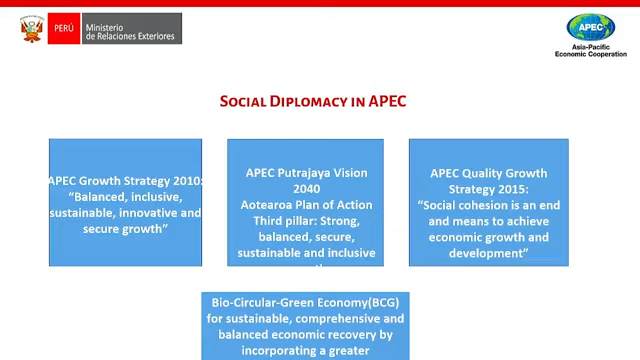 PERÚ
Ministerio
de Relaciones Exteriores
APEC
Asia-Pacific
Economic Cooperation
SOCIAL DIPLOMACY IN APEC
APEC Growth Strategy 2010:
“Balanced, inclusive,
sustainable, innovative and
secure growth”
APEC Putrajaya Vision
2040
Aotearoa Plan of Action
Third pillar: Strong,
balanced, secure,
sustainable and inclusive
APEC Quality Growth
Strategy 2015:
“Social cohesion is an end
and means to achieve
economic growth and
development”
Bio-Circular-Green Economy(BCG)
for sustainable, comprehensive and
balanced economic recovery by
incorporating a greater